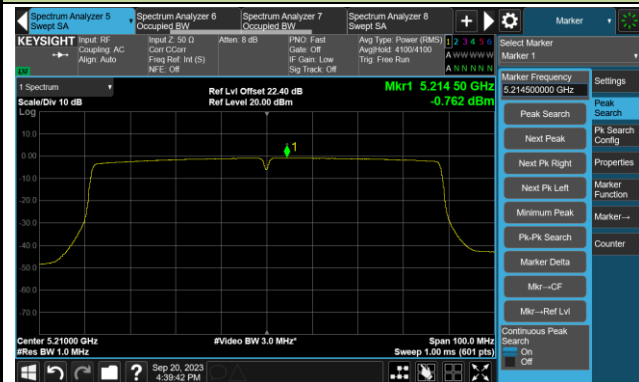 Spectrum Analyzer 5
Swept SA
Spectrum Analyzer 6
Occupied BW
Spectrum Analyzer 7
Occupied BW
Spectrum Analyzer 8
Swept SA
Marker
KEYSIGHT
Input: RF
Coupling: AC
Align: Auto
Input Z: 50 Ω
Corr CCorr
Freq Ref: Int (S)
NFE: Off
Atten: 8 dB
PNO: Fast
Gate: Off
IF Gain: Low
Sig Track: Off
Avg Type: Power (RMS)
Avg|Hold: 4100/4100
Trig: Free Run
1 2 3 4 5 6
A W W W W W
A N N N N N
LXI
Select Marker
Marker 1
1 Spectrum
Scale/Div 10 dB
Log
Ref Lvl Offset 22.40 dB
Ref Level 20.00 dBm
Mkr1 5.214 50 GHz
-0.762 dBm
10.0
0.00
-10.0
-20.0
-30.0
-40.0
-50.0
-60.0
-70.0
1
Center 5.21000 GHz
#Res BW 1.0 MHz
#Video BW 3.0 MHz*
Span 100.0 MHz
Sweep 1.00 ms (601 pts)
Marker Frequency
5.214500000 GHz
Peak Search
Next Peak
Next Pk Right
Next Pk Left
Minimum Peak
Pk-Pk Search
Marker Delta
Mkr→CF
Mkr→Ref Lvl
Continuous Peak
Search
On
Off
Settings
Peak
Search
Pk Search
Config
Properties
Marker
Function
Marker→
Counter
?
Sep 20, 2023
4:39:42 PM